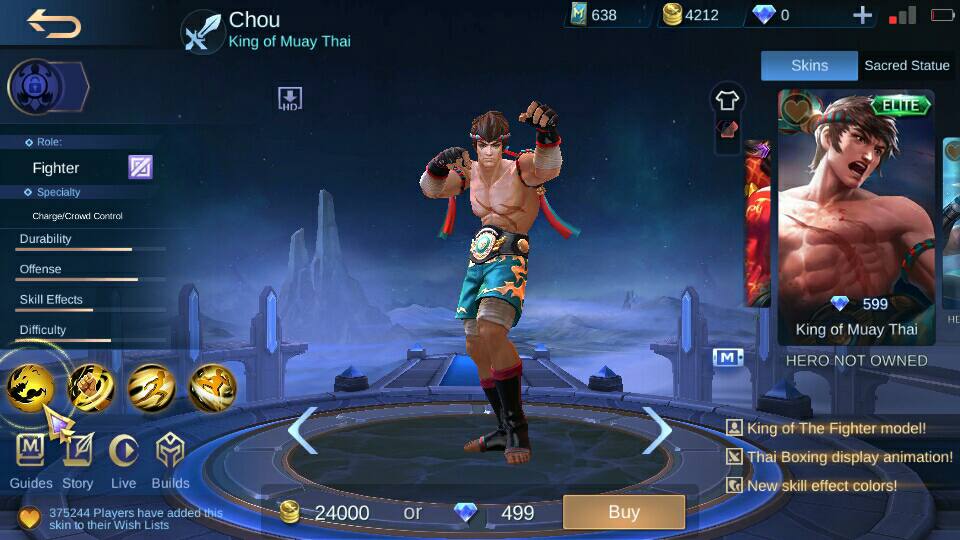 Chou
King of Muay Thai
638
4212
0
Skins
Sacred Statue
HD
ELITE
Role:
Fighter
Specialty
Charge/Crowd Control
Durability
Offense
Skill Effects
Difficulty
599
King of Muay Thai
HERO NOT OWNED
HD
M
King of The Fighter model!
Thai Boxing display animation!
New skill effect colors!
Guides
Story
Live
Builds
375244 Players have added this
skin to their Wish Lists
24000 or 499
Buy